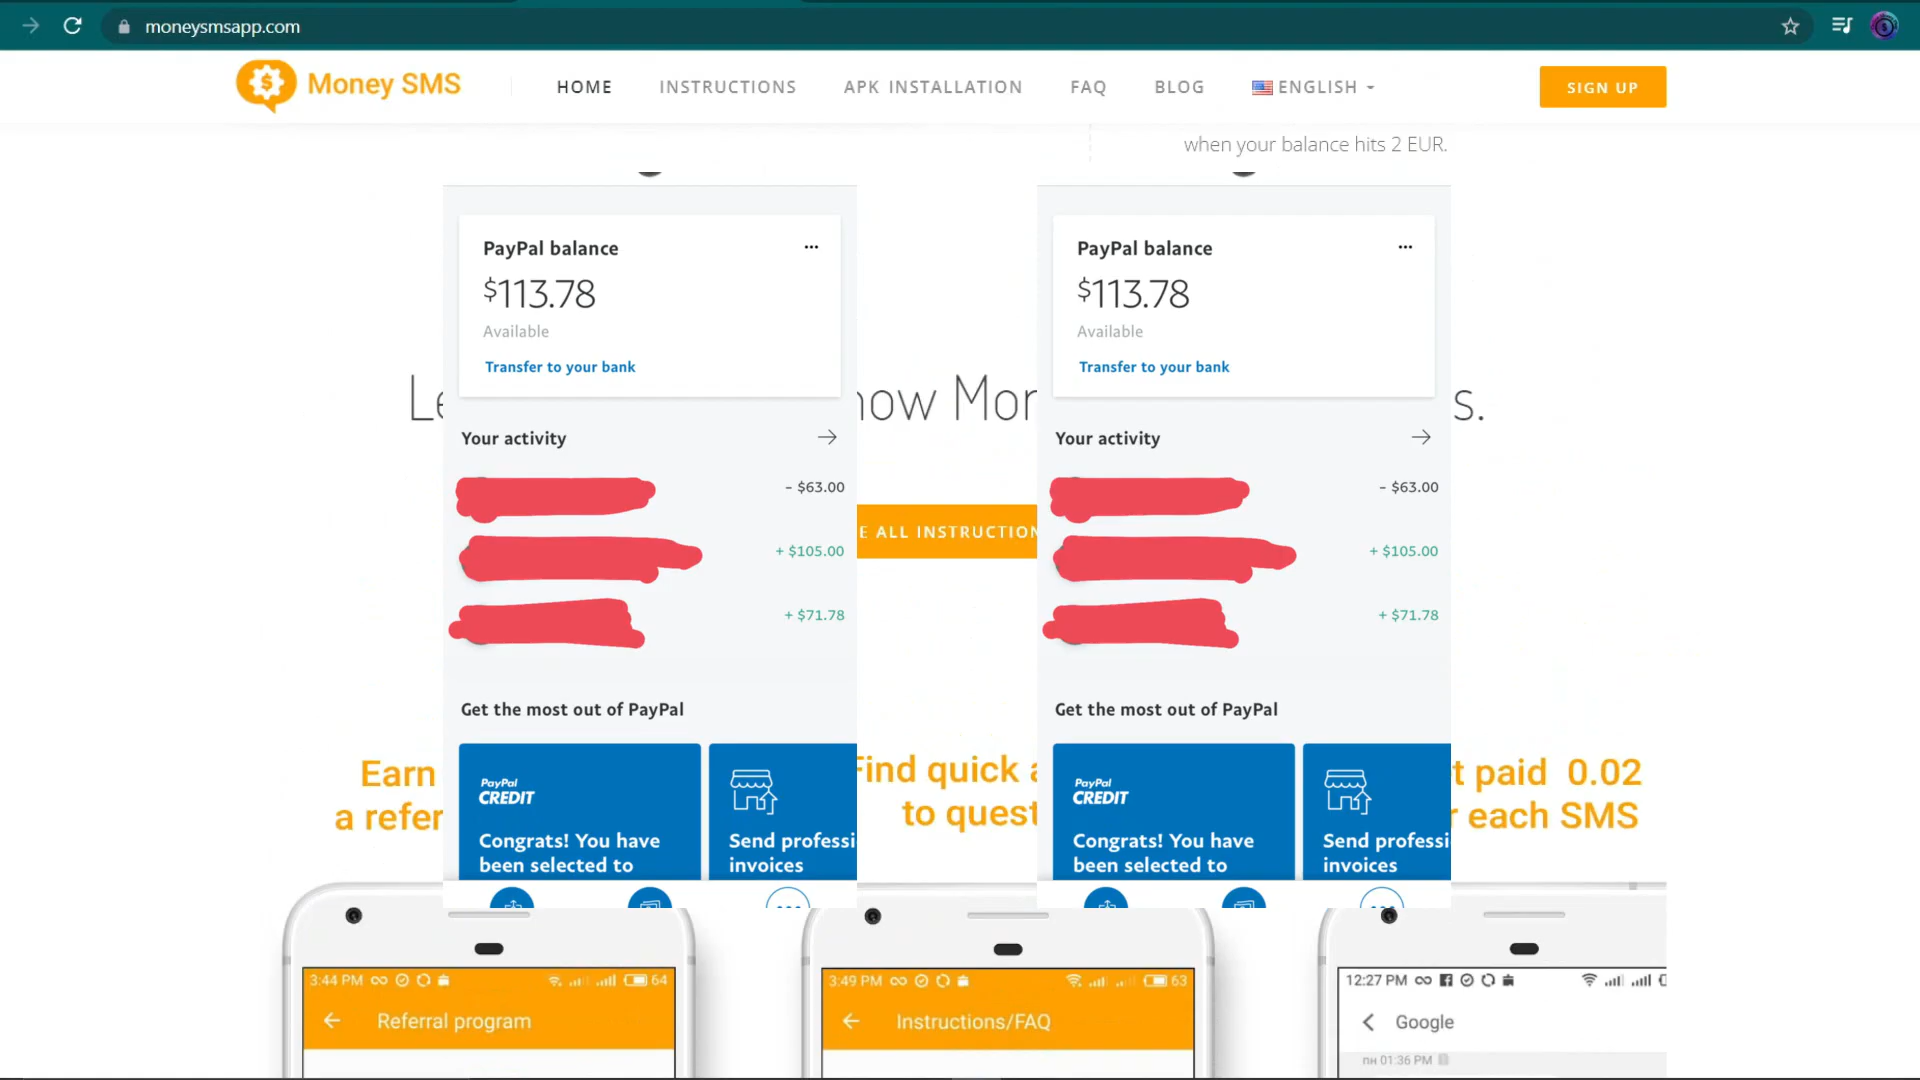 moneysmsapp.com
Money SMS
HOME
INSTRUCTIONS
APK INSTALLATION
FAQ
BLOG
ENGLISH
SIGN UP
when your balance hits 2 EUR.
PayPal balance
$113.78
Available
Transfer to your bank
Your activity
- $63.00
+ $105.00
+ $71.78
Get the most out of PayPal
PayPal
CREDIT
Congrats! You have
been selected to
Send professi
invoices
PayPal balance
$113.78
Available
Transfer to your bank
Your activity
- $63.00
+ $105.00
+ $71.78
Get the most out of PayPal
PayPal
CREDIT
Congrats! You have
been selected to
Send professi
invoices
s.
E ALL INSTRUCTION
Earn
a refer
Find quick a
to quest
t paid 0.02
each SMS
3:44 PM
64
Referral program
3:49 PM
63
Instructions/FAQ
12:27 PM
Google
пн 01:36 PM